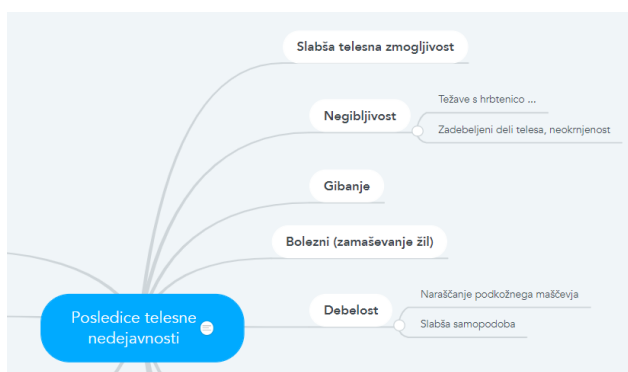 Slabša telesna zmogljivost
Negibljivost
Težave s hrbtenico ...
Zadebeljeni deli telesa, neokrnjenost
Gibanje
Bolezni (zamaševanje žil)
Posledice telesne
nedejavnosti
Debelost
Naraščanje podkožnega maščevja
Slabša samopodoba